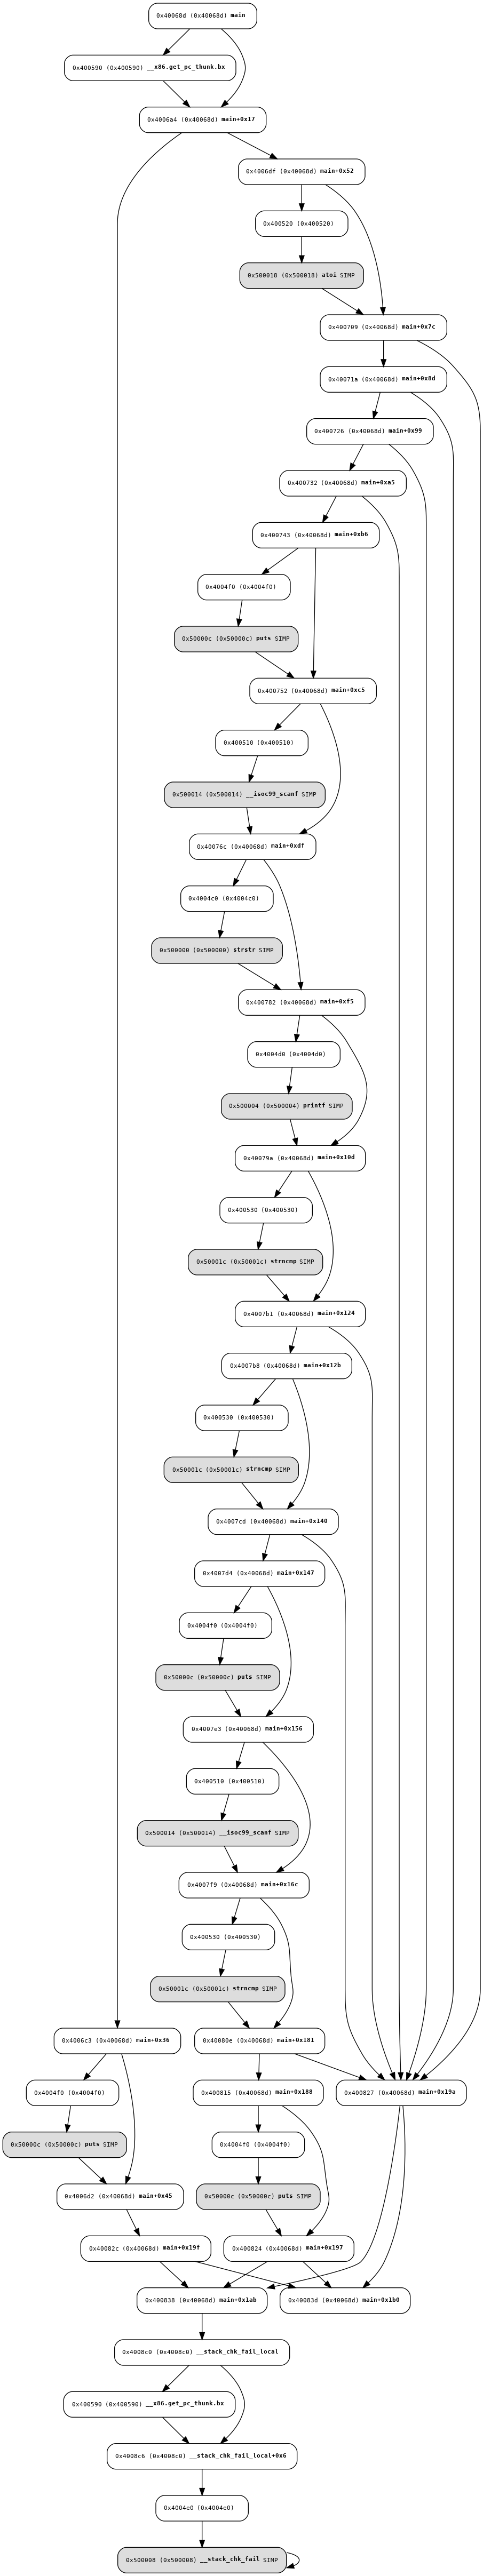 0x40068d (0x40068d) main
0x400590 (0x400590) __x86.get_pc_thunk.bx
0x4006a4 (0x40068d) main+0x17
0x4006df (0x40068d) main+0x52
0x400520 (0x400520)
0x500018 (0x500018) atoi SIMP
0x400709 (0x40068d) main+0x7c
0x40071a (0x40068d) main+0x8d
0x400726 (0x40068d) main+0x99
0x400732 (0x40068d) main+0xa5
0x400743 (0x40068d) main+0xb6
0x4004f0 (0x4004f0)
0x50000c (0x50000c) puts SIMP
0x400752 (0x40068d) main+0xc5
0x400510 (0x400510)
0x500014 (0x500014) __isoc99_scanf SIMP
0x40076c (0x40068d) main+0xdf
0x4004c0 (0x4004c0)
0x500000 (0x500000) strstr SIMP
0x400782 (0x40068d) main+0xf5
0x4004d0 (0x4004d0)
0x500004 (0x500004) printf SIMP
0x40079a (0x40068d) main+0x10d
0x400530 (0x400530)
0x50001c (0x50001c) strncmp SIMP
0x4007b1 (0x40068d) main+0x124
0x4007b8 (0x40068d) main+0x12b
0x400530 (0x400530)
0x50001c (0x50001c) strncmp SIMP
0x4007cd (0x40068d) main+0x140
0x4007d4 (0x40068d) main+0x147
0x4004f0 (0x4004f0)
0x50000c (0x50000c) puts SIMP
0x4007e3 (0x40068d) main+0x156
0x400510 (0x400510)
0x500014 (0x500014) __isoc99_scanf SIMP
0x4007f9 (0x40068d) main+0x16c
0x400530 (0x400530)
0x50001c (0x50001c) strncmp SIMP
0x4006c3 (0x40068d) main+0x36
0x40080e (0x40068d) main+0x181
0x4004f0 (0x4004f0)
0x400815 (0x40068d) main+0x188
0x400827 (0x40068d) main+0x19a
0x50000c (0x50000c) puts SIMP
0x4004f0 (0x4004f0)
0x4006d2 (0x40068d) main+0x45
0x50000c (0x50000c) puts SIMP
0x40082c (0x40068d) main+0x19f
0x400824 (0x40068d) main+0x197
0x400838 (0x40068d) main+0x1ab
0x40083d (0x40068d) main+0x1b0
0x4008c0 (0x4008c0) __stack_chk_fail_local
0x400590 (0x400590) __x86.get_pc_thunk.bx
0x4008c6 (0x4008c0) __stack_chk_fail_local+0x6
0x4004e0 (0x4004e0)
0x500008 (0x500008) __stack_chk_fail SIMP